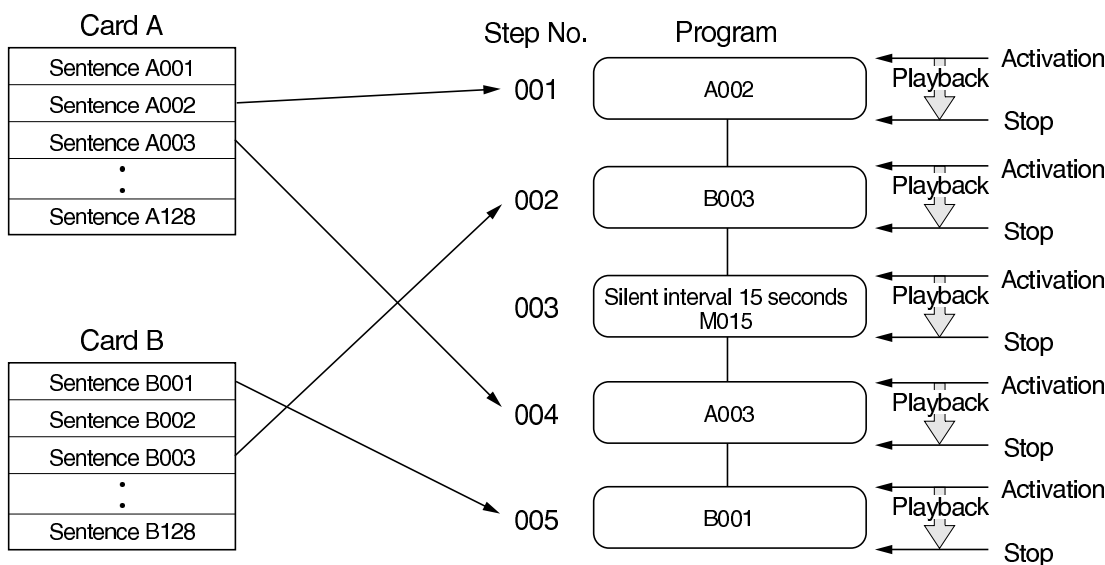 Card A
Sentence A001
Sentence A002
Sentence A003
•
•
Sentence A128
Card B
Sentence B001
Sentence B002
Sentence B003
•
•
Sentence B128
Step No.
Program
001
A002
Activation
Playback
Stop
002
B003
Activation
Playback
Stop
003
Silent interval 15 seconds
M015
Activation
Playback
Stop
004
A003
Activation
Playback
Stop
005
B001
Activation
Playback
Stop